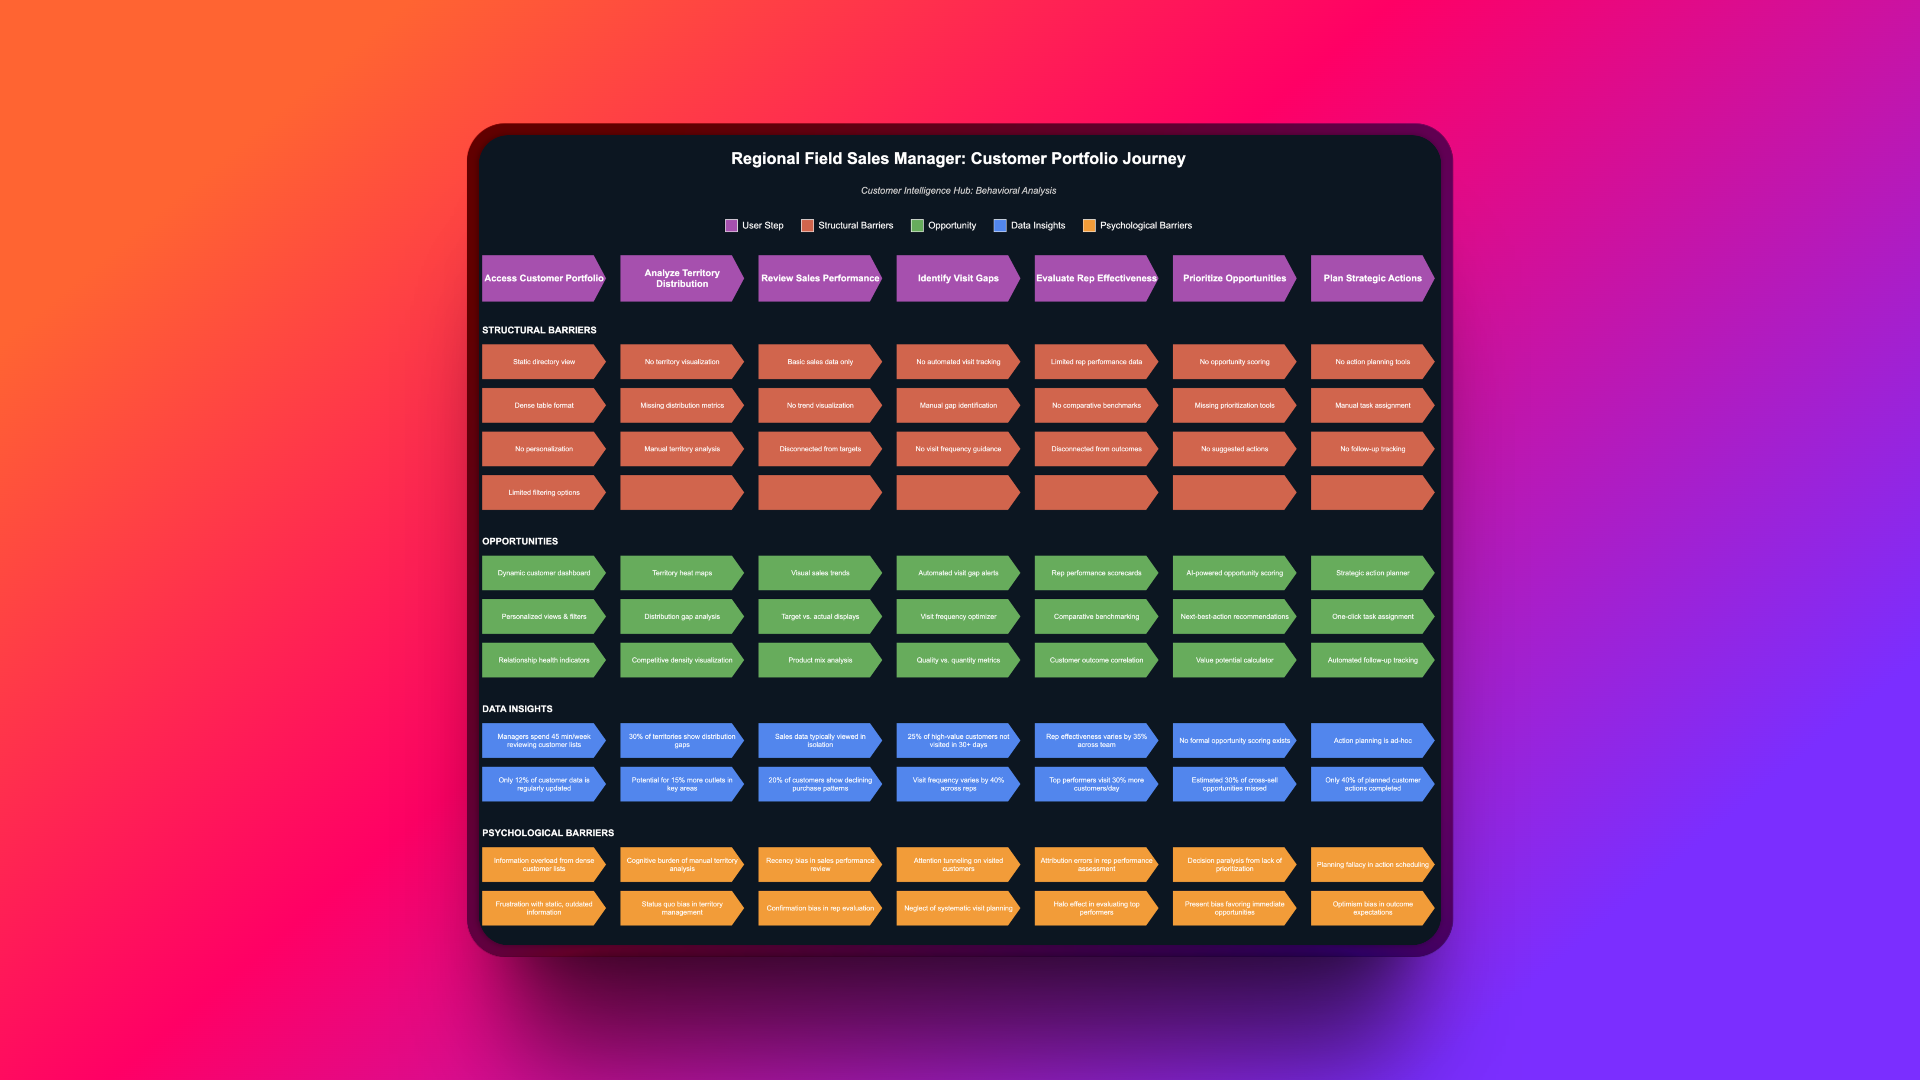 Regional Field Sales Manager: Customer Portfolio Journey
Customer Intelligence Hub: Behavioral Analysis
User Step
Structural Barriers
Opportunity
Data Insights
Psychological Barriers
Access Customer Portfolio
Analyze Territory
Distribution
Review Sales Performance
Identify Visit Gaps
Evaluate Rep Effectiveness
Prioritize Opportunities
Plan Strategic Actions
STRUCTURAL BARRIERS
Static directory view
No territory visualization
Basic sales data only
No automated visit tracking
Limited rep performance data
No opportunity scoring
No action planning tools
Dense table format
Missing distribution metrics
No trend visualization
Manual gap identification
No comparative benchmarks
Missing prioritization tools
Manual task assignment
No personalization
Manual territory analysis
Disconnected from targets
No visit frequency guidance
Disconnected from outcomes
No suggested actions
No follow-up tracking
Limited filtering options
OPPORTUNITIES
Dynamic customer dashboard
Territory heat maps
Visual sales trends
Automated visit gap alerts
Rep performance scorecards
AI-powered opportunity scoring
Strategic action planner
Personalized views & filters
Distribution gap analysis
Target vs. actual displays
Visit frequency optimizer
Comparative benchmarking
Next-best-action recommendations
One-click task assignment
Relationship health indicators
Competitive density visualization
Product mix analysis
Quality vs. quantity metrics
Customer outcome correlation
Value potential calculator
Automated follow-up tracking
DATA INSIGHTS
Managers spend 45 min/week
reviewing customer lists
30% of territories show distribution
gaps
Sales data typically viewed in
isolation
25% of high-value customers not
visited in 30+ days
Rep effectiveness varies by 35%
across team
No formal opportunity scoring exists
Action planning is ad-hoc
Only 12% of customer data is
regularly updated
Potential for 15% more outlets in
key areas
20% of customers show declining
purchase patterns
Visit frequency varies by 40%
across reps
Top performers visit 30% more
customers/day
Estimated 30% of cross-sell
opportunities missed
Only 40% of planned customer
actions completed
PSYCHOLOGICAL BARRIERS
Information overload from dense
customer lists
Cognitive burden of manual territory
analysis
Recency bias in sales performance
review
Attention tunneling on visited
customers
Attribution errors in rep performance
assessment
Decision paralysis from lack of
prioritization
Planning fallacy in action scheduling
Frustration with static, outdated
information
Status quo bias in territory
management
Confirmation bias in rep evaluation
Neglect of systematic visit planning
Halo effect in evaluating top
performers
Present bias favoring immediate
opportunities
Optimism bias in outcome
expectations